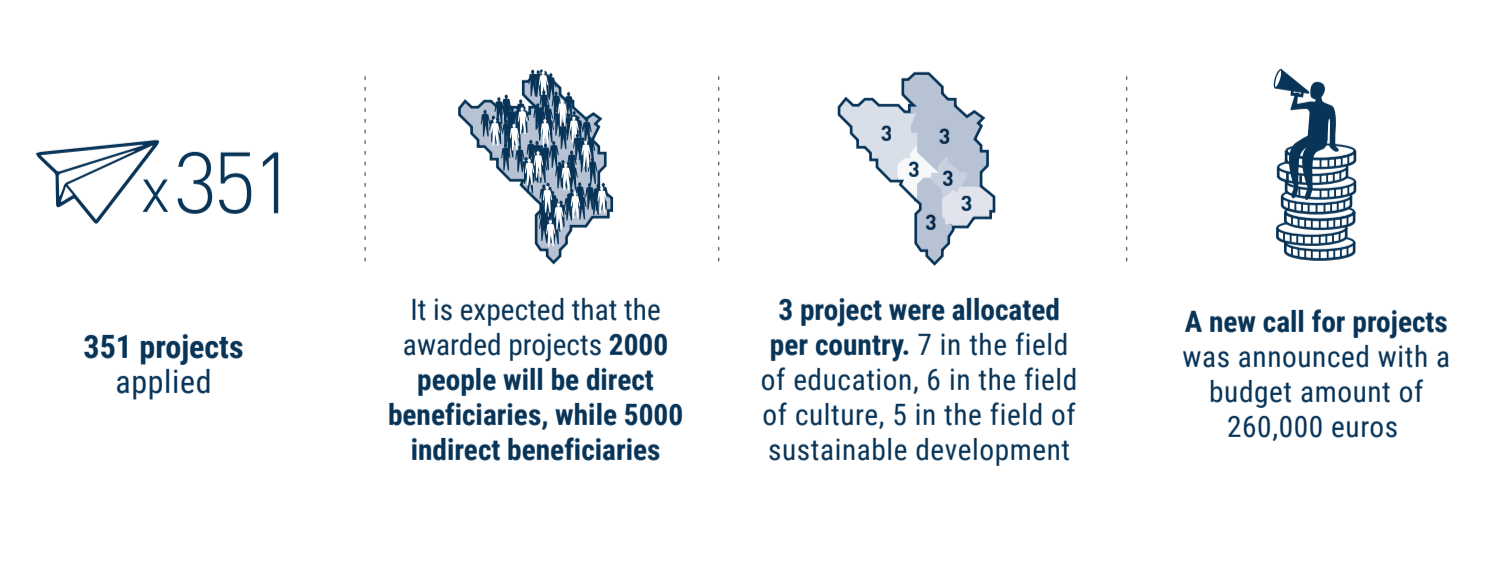 x351
351 projects
applied
It is expected that the
awarded projects 2000
people will be direct
beneficiaries, while 5000
indirect beneficiaries
3
3
3
3
3
3
3 project were allocated
per country. 7 in the field
of education, 6 in the field
of culture, 5 in the field of
sustainable development
A new call for projects
was announced with a
budget amount of
260,000 euros